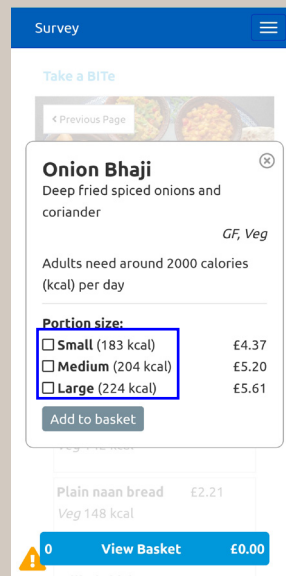 Survey
Take a BITe
Previous Page
Onion Bhaji
Deep fried spiced onions and
coriander
GF, Veg
Adults need around 2000 calories
(kcal) per day
Portion size:
Small (183 kcal) £4.37
Medium (204 kcal) £5.20
Large (224 kcal) £5.61
Add to basket
Plain naan bread £2.21
Veg 148 kcal
0 View Basket £0.00